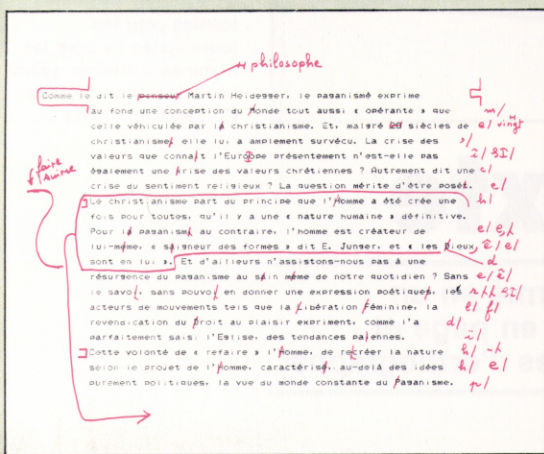 philosophe
Comme le dit le penseur Martin Heidegger, le paganisme exprime
au fond une conception du Monde tout aussi « opérante » que
celle véhiculée par la christianisme. Et, malgré 20 siècles de
christianisme, elle lui a amplement survécu. La crise des
valeurs que connait l'Europe présentement n'est-elle pas
également une crise des valeurs chrétiennes ? Autrement dit une
crise du sentiment religieux ? La question mérite d'être posée.
faire suivre
Le christianisme part du principe que l'Homme a été crée une
fois pour toutes, qu'il y a une « nature humaine » définitive.
Pour le paganisme au contraire, l'homme est créateur de
lui-même, « seigneur des formes » dit E. Junger, et « les Dieux
sont en lui ». Et d'ailleurs n'assistons-nous pas à une
résurgence du paganisme au sein même de notre quotidien ? Sans
le savoi, sans pouvoi en donner une expression poétique, les
acteurs de mouvements tels que la Libération Féminine, la
revendication du Droit au plaisir expriment, comme l'a
parfaitement saisi l'Eglise, des tendances païennes.
Cette volonté de « refaire » l'Homme, de recréer la nature
selon le projet de l'Homme, caractérise, au-delà des idées
purement politiques, la vue du monde constante du Paganisme.
m/
e/ vingt
e/
e/
h/
d
d/
h/
h/ e/
p/